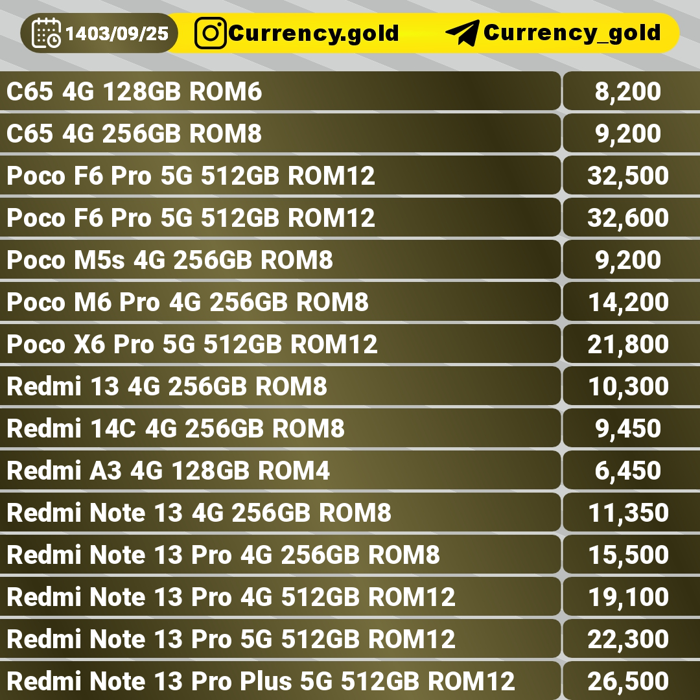 1403/09/25 Currency.gold Currency_gold
C65 4G 128GB ROM6 8,200
C65 4G 256GB ROM8 9,200
Poco F6 Pro 5G 512GB ROM12 32,500
Poco F6 Pro 5G 512GB ROM12 32,600
Poco M5s 4G 256GB ROM8 9,200
Poco M6 Pro 4G 256GB ROM8 14,200
Poco X6 Pro 5G 512GB ROM12 21,800
Redmi 13 4G 256GB ROM8 10,300
Redmi 14C 4G 256GB ROM8 9,450
Redmi A3 4G 128GB ROM4 6,450
Redmi Note 13 4G 256GB ROM8 11,350
Redmi Note 13 Pro 4G 256GB ROM8 15,500
Redmi Note 13 Pro 4G 512GB ROM12 19,100
Redmi Note 13 Pro 5G 512GB ROM12 22,300
Redmi Note 13 Pro Plus 5G 512GB ROM12 26,500